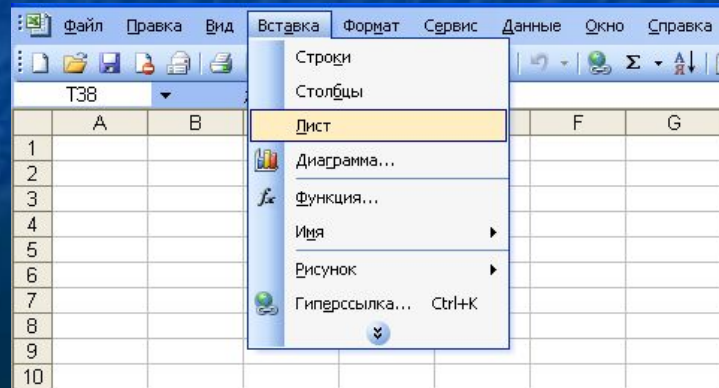 Файл Правка Вид Вставка Формат Сервис Данные Окно Справка
Σ
T38
A B F G
Строки
Столбцы
Лист
Диаграмма...
fx Функция...
Имя
Рисунок
Гиперссылка... Ctrl+K
1
2
3
4
5
6
7
8
9
10